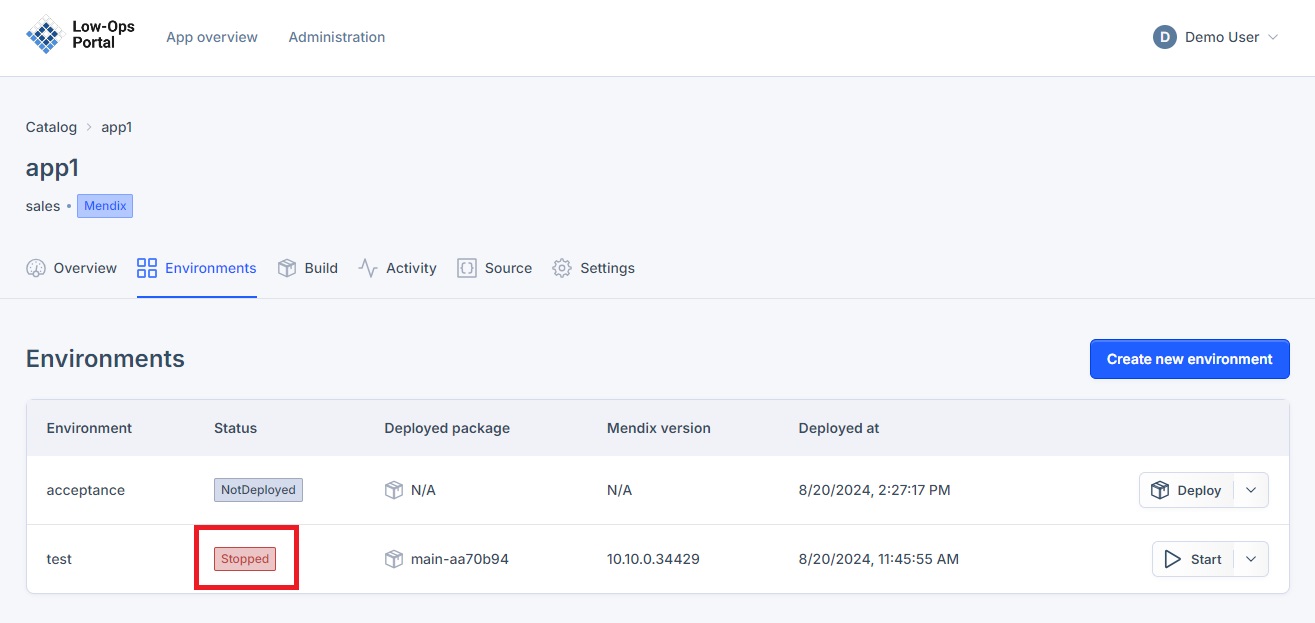 Low-Ops
Portal
App overview
Administration
D
Demo User
Catalog
app1
app1
sales • Mendix
Overview
Environments
Build
Activity
Source
Settings
Environments
Create new environment
Environment Status Deployed package Mendix version Deployed at
acceptance NotDeployed N/A N/A 8/20/2024, 2:27:17 PM Deploy
test Stopped main-aa70b94 10.10.0.34429 8/20/2024, 11:45:55 AM Start